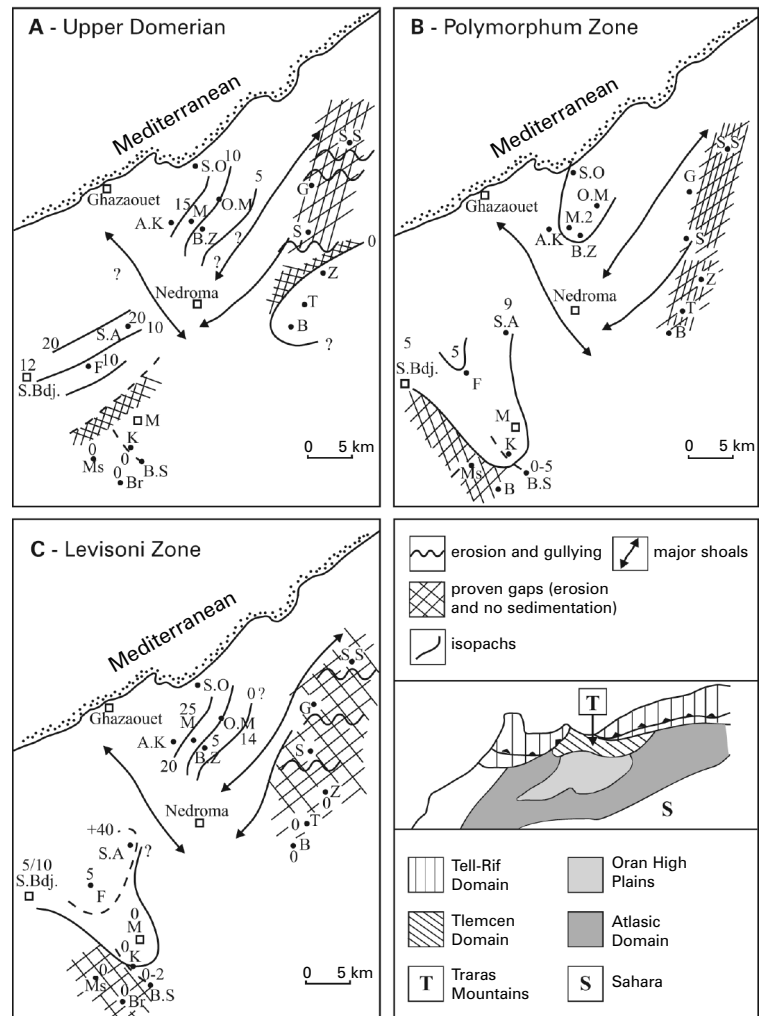 A - Upper Domerian
Mediterranean
Ghazaouet
S.O
10
5
15
M
O.M
A.K
B.Z
?
?
?
S.S
G
S
0
Z
T
B
?
Nedroma
20
20
S.A
10
F
10
12
S.Bdj.
M
K
0
Ms
0
0
Br
B.S
0 5 km
B - Polymorphum Zone
Mediterranean
Ghazaouet
S.O
O.M
M.2
A.K
B.Z
S.S
G
S
Z
T
B
Nedroma
9
S.A
5
S.Bdj.
5
F
M
K
Ms
B
0-5
B.S
0 5 km
C - Levisoni Zone
Mediterranean
Ghazaouet
S.O
0 ?
25
M
O.M
A.K
5
14
B.Z
20
S.S
G
S
Z
0
0
T
B
0
Nedroma
+40
S.A
?
5/10
S.Bdj.
5
F
0
M
0
K
0
Ms
0-2
B.S
0
Br
0 5 km
erosion and gullying
major shoals
proven gaps (erosion
and no sedimentation)
isopachs
T
S
Tell-Rif
Domain
Oran High
Plains
Tlemcen
Domain
Atlasic
Domain
T
Traras
Mountains
S
Sahara